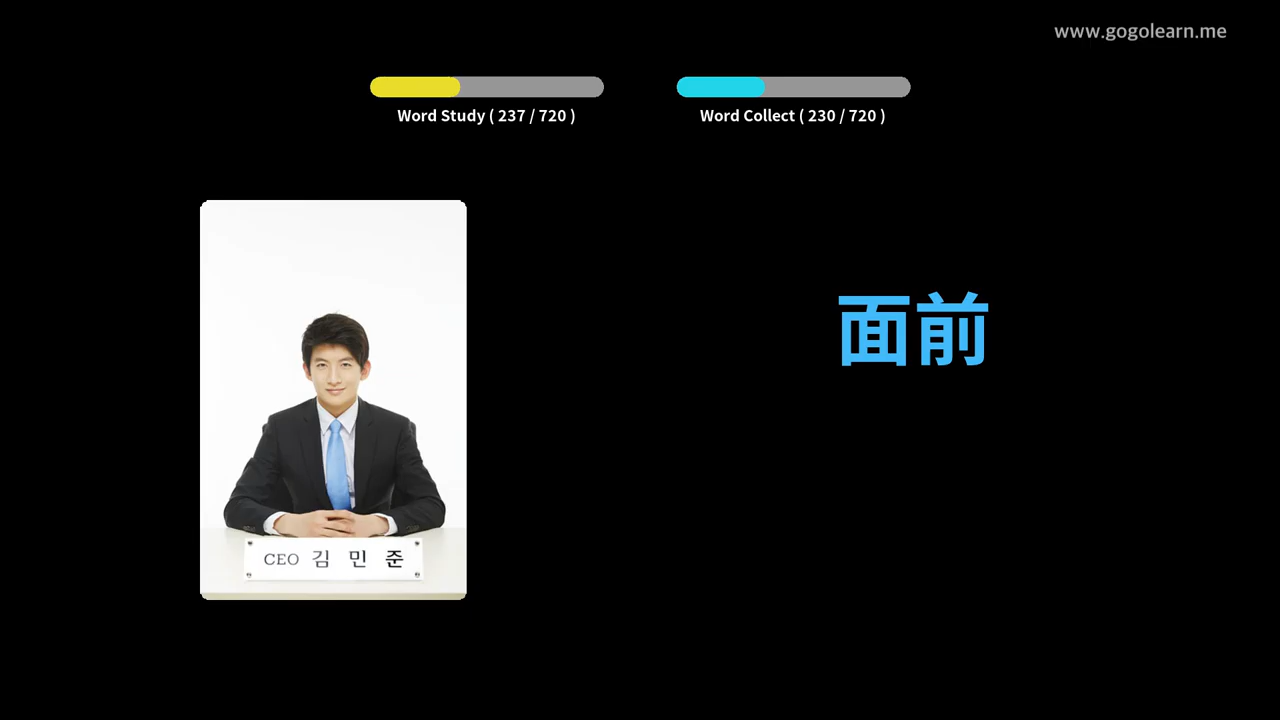 www.gogolearn.me
Word Study ( 237 / 720 )
Word Collect ( 230 / 720 )
面前
CEO 김 민 준